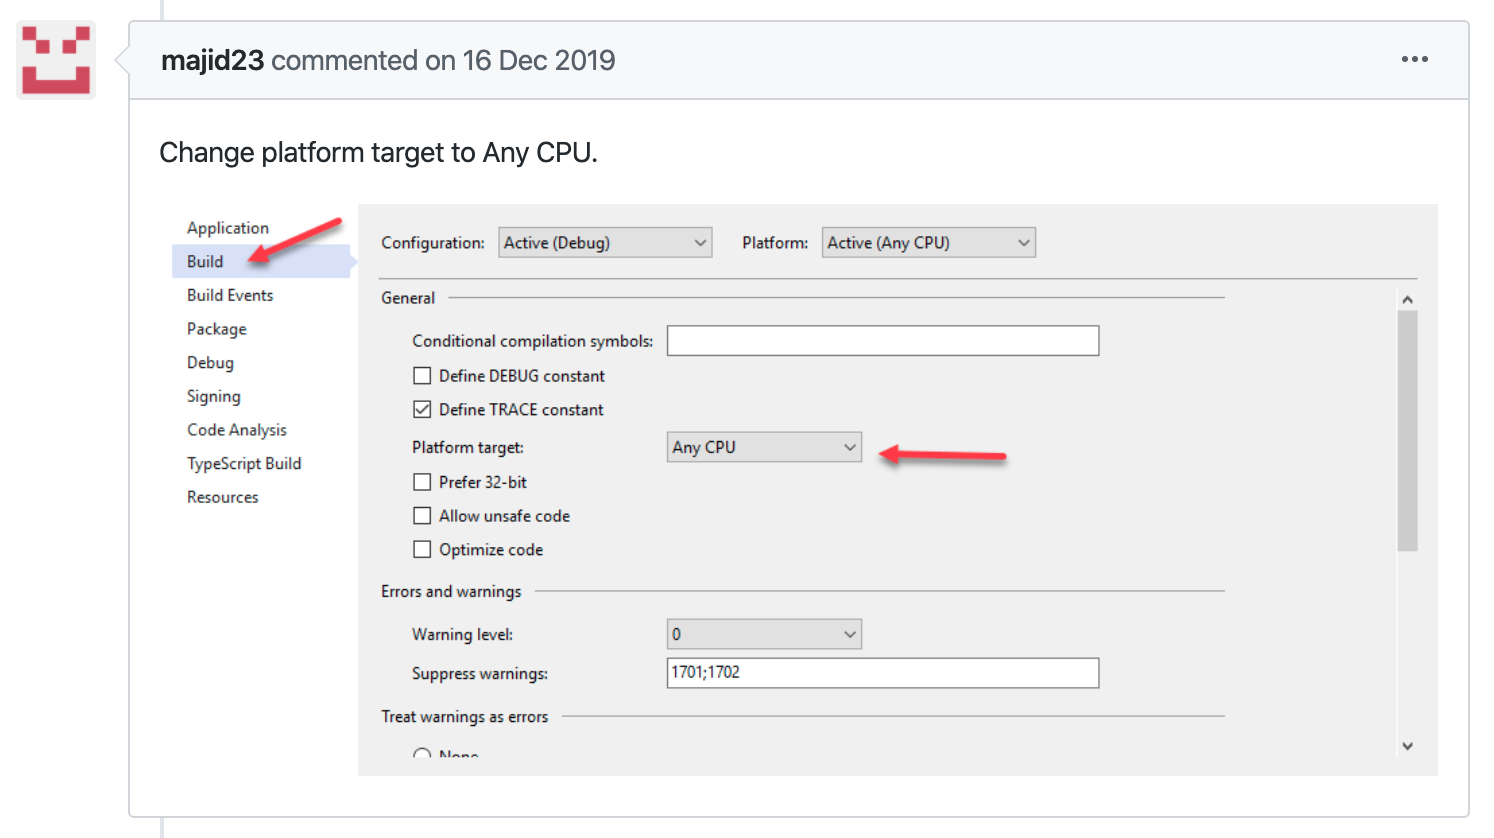 majid23 commented on 16 Dec 2019
Change platform target to Any CPU.
Application
Build
Build Events
Package
Debug
Signing
Code Analysis
TypeScript Build
Resources
Configuration: Active (Debug) Platform: Active (Any CPU)
General
Conditional compilation symbols:
Define DEBUG constant
Define TRACE constant
Platform target: Any CPU
Prefer 32-bit
Allow unsafe code
Optimize code
Errors and warnings
Warning level: 0
Suppress warnings: 1701;1702
Treat warnings as errors
None